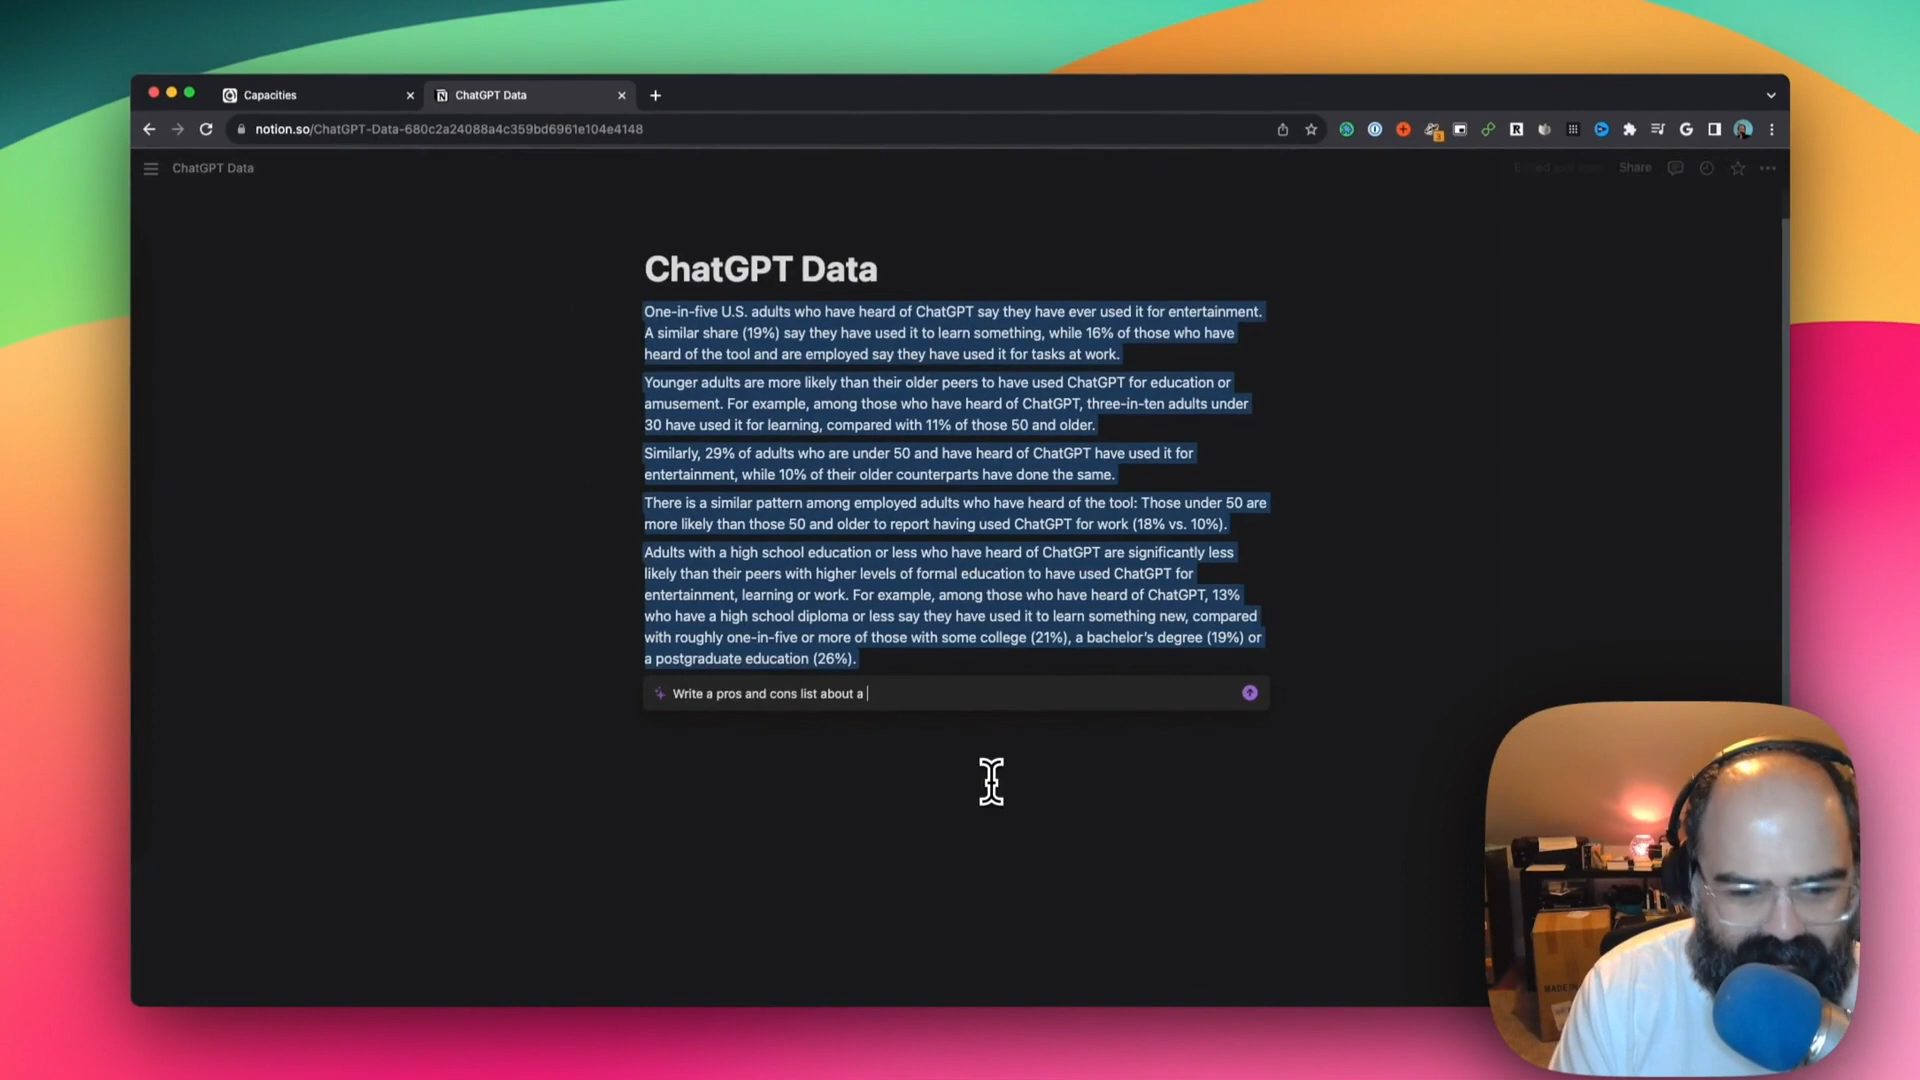 Capacities
ChatGPT Data
notion.so/ChatGPT-Data-680c2a24088a4c359bd6961e104e4148
ChatGPT Data
Share
ChatGPT Data
One-in-five U.S. adults who have heard of ChatGPT say they have ever used it for entertainment.
A similar share (19%) say they have used it to learn something, while 16% of those who have
heard of the tool and are employed say they have used it for tasks at work.
Younger adults are more likely than their older peers to have used ChatGPT for education or
amusement. For example, among those who have heard of ChatGPT, three-in-ten adults under
30 have used it for learning, compared with 11% of those 50 and older.
Similarly, 29% of adults who are under 50 and have heard of ChatGPT have used it for
entertainment, while 10% of their older counterparts have done the same.
There is a similar pattern among employed adults who have heard of the tool: Those under 50 are
more likely than those 50 and older to report having used ChatGPT for work (18% vs. 10%).
Adults with a high school education or less who have heard of ChatGPT are significantly less
likely than their peers with higher levels of formal education to have used ChatGPT for
entertainment, learning or work. For example, among those who have heard of ChatGPT, 13%
who have a high school diploma or less say they have used it to learn something new, compared
with roughly one-in-five or more of those with some college (21%), a bachelor’s degree (19%) or
a postgraduate education (26%).
Write a pros and cons list about a